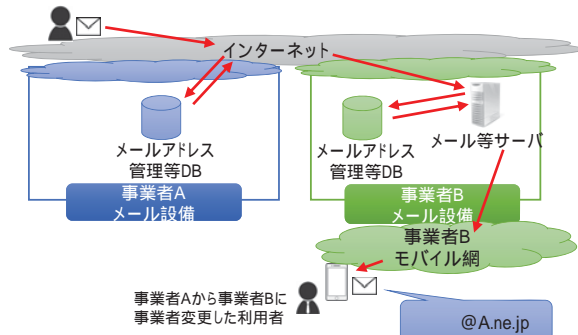 インターネット
メールアドレス
管理等DB
事業者A
メール設備
メールアドレス
管理等DB
メール等サーバ
事業者B
メール設備
事業者B
モバイル網
事業者Aから事業者Bに
事業者変更した利用者
@A.ne.jp